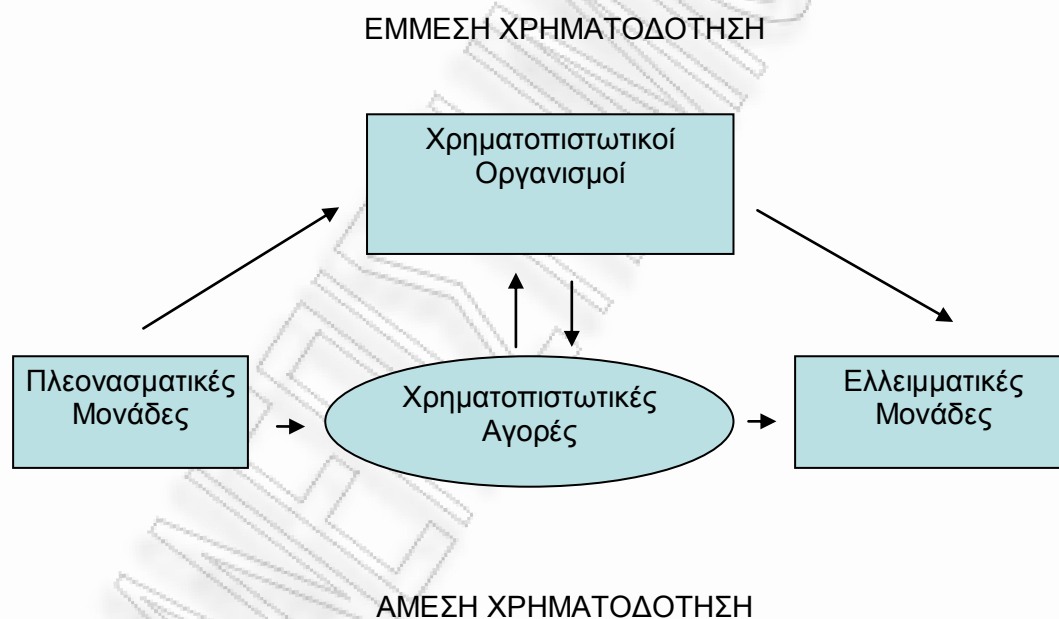 ΕΜΜΕΣΗ ΧΡΗΜΑΤΟΔΟΤΗΣΗ
Χρηματοπιστωτικοί
Οργανισμοί
Πλεονασματικές
Μονάδες
Χρηματοπιστωτικές
Αγορές
Ελλειμματικές
Μονάδες
ΑΜΕΣΗ ΧΡΗΜΑΤΟΔΟΤΗΣΗ